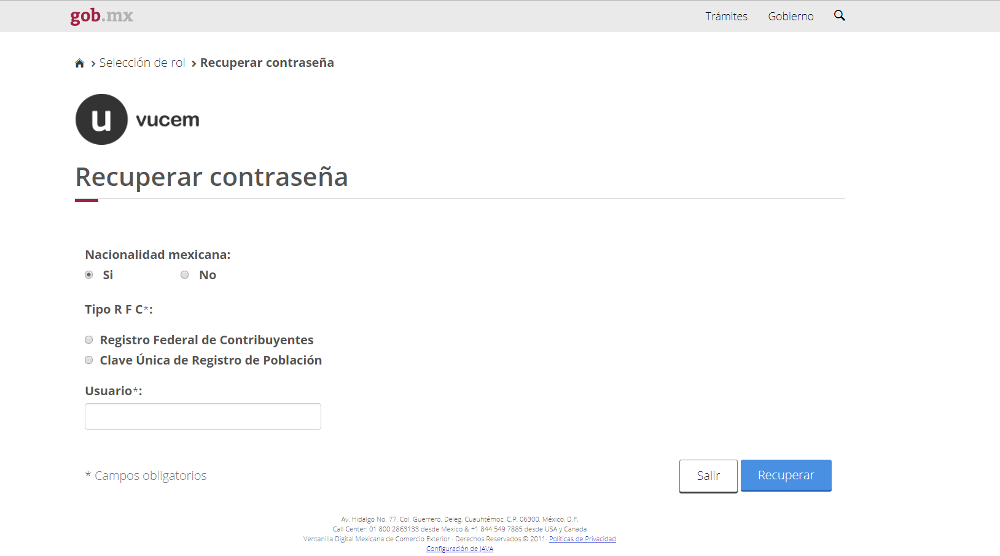 gob.mx
Trámites Gobierno
Selección de rol Recuperar contraseña
u vucem
Recuperar contraseña
Nacionalidad mexicana:
Si No
Tipo R F C*:
Registro Federal de Contribuyentes
Clave Única de Registro de Población
Usuario*:
* Campos obligatorios
Salir Recuperar
Av. Hidalgo No. 77, Col. Guerrero, Deleg. Cuauhtémoc, C.P. 06300, México, D.F.
Call Center: 01 800 2863133 desde Mexico & +1 844 549 7885 desde USA y Canada
Ventanilla Digital Mexicana de Comercio Exterior · Derechos Reservados © 2011· Políticas de Privacidad
Configuración de JAVA